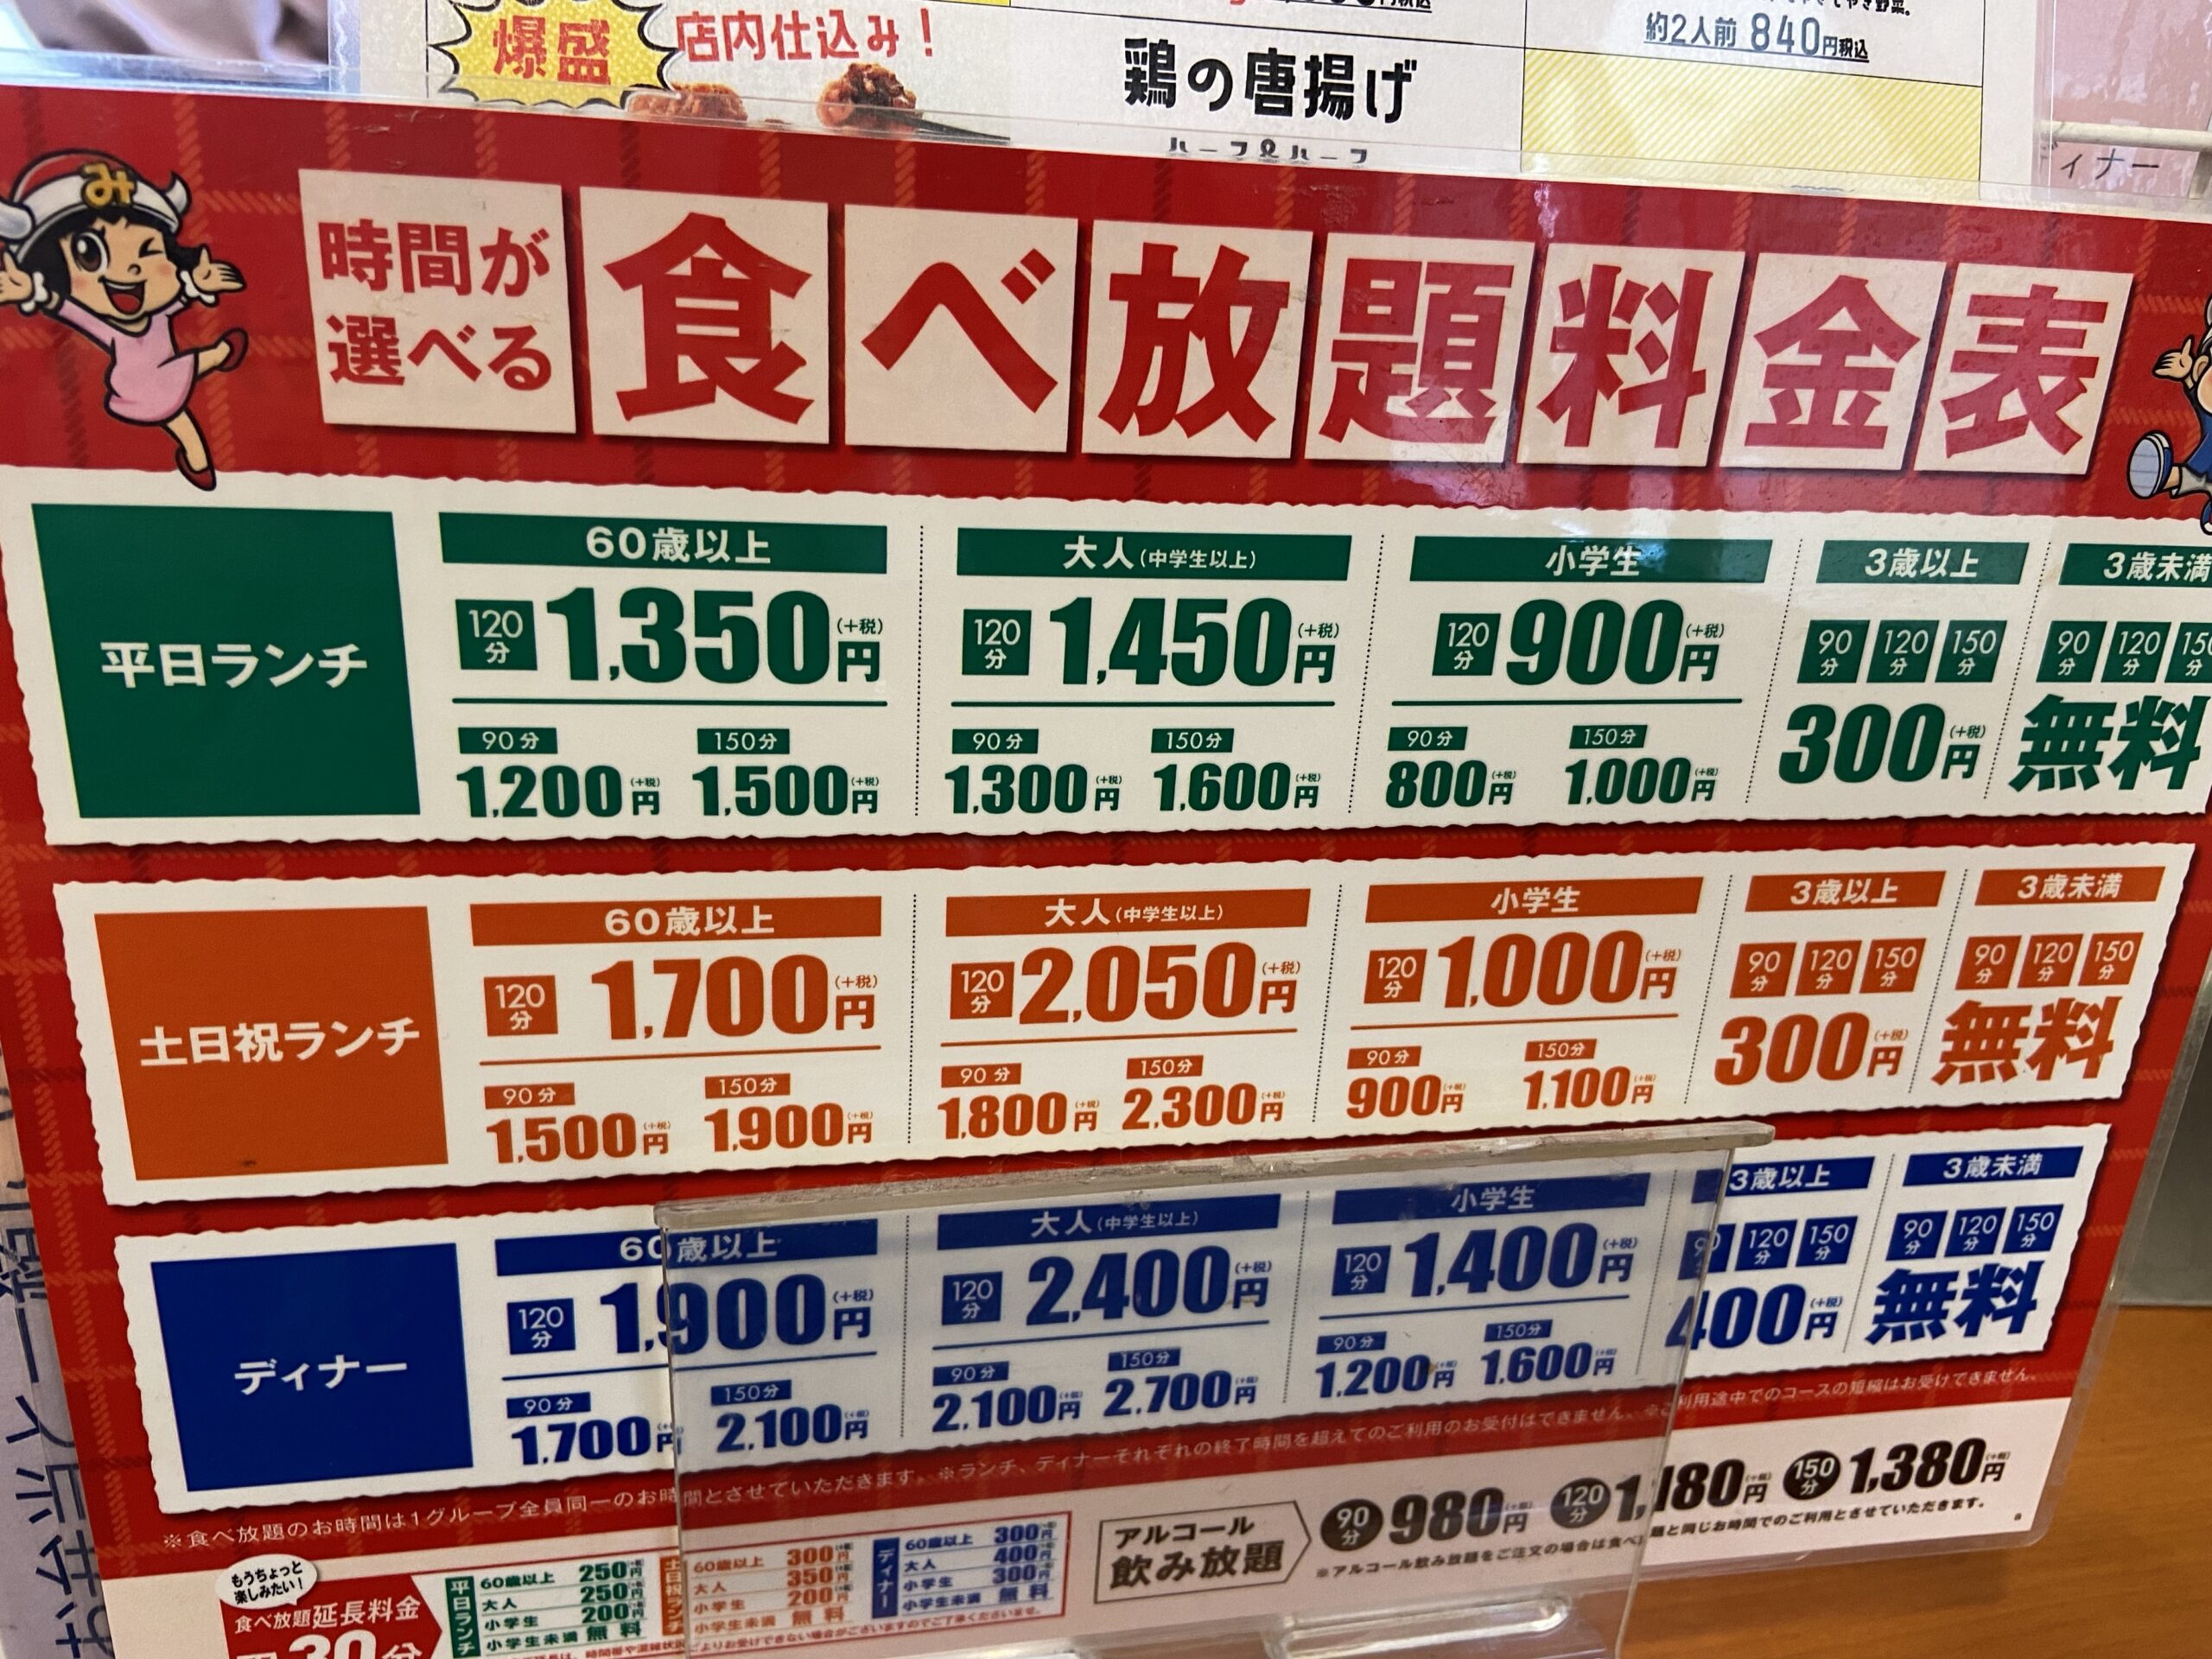 爆盛
店内仕込み!
鶏の唐揚げ
約2人前 840円税込
ィナー
み
時間が選べる
食べ放題料金表
平日ランチ
60歳以上
120分 1,350円(+税)
90分 150分
1,200円(+税) 1,500円(+税)
大人(中学生以上)
120分 1,450円(+税)
90分 150分
1,300円(+税) 1,600円(+税)
小学生
120分 900円(+税)
90分 150分
800円(+税) 1,000円(+税)
3歳以上
90分 120分 150分
300円(+税)
3歳未満
90分 120分 150
無料
土日祝ランチ
60歳以上
120分 1,700円(+税)
90分 150分
1,500円(+税) 1,900円(+税)
大人(中学生以上)
120分 2,050円(+税)
90分 150分
1,800円(+税) 2,300円(+税)
小学生
120分 1,000円(+税)
90分 150分
900円(+税) 1,100円(+税)
3歳以上
90分 120分 150分
300円(+税)
3歳未満
90分 120分 150分
無料
ディナー
60歳以上
120分 1,900円(+税)
90分 150分
1,700円(+税) 2,100円(+税)
大人(中学生以上)
120分 2,400円(+税)
90分 150分
2,100円(+税) 2,700円(+税)
小学生
120分 1,400円(+税)
90分 150分
1,200円(+税) 1,600円(+税)
3歳以上
90分 120分 150分
400円(+税)
3歳未満
90分 120分 150分
無料
※食べ放題のお時間は1グループ全員同一のお時間とさせていただきます。※ランチ、ディナーそれぞれの終了時間を超えてのご利用のお受付はできません。※ご利用途中でのコースの短縮はお受けできません。
もうちょっと
楽しみたい!
食べ放題延長料金
30分
平日ランチ
60歳以上 250円
大人 250円
小学生 200円
小学生未満 無料
土日祝ランチ
60歳以上 300円
大人 350円
小学生 200円
小学生未満 無料
ディナー
60歳以上 300円
大人 400円
小学生 300円
小学生未満 無料
アルコール
飲み放題
90分 980円(+税) 120分 1,180円(+税) 150分 1,380円(+税)
※アルコール飲み放題をご注文の場合は食べ放題と同じお時間でのご利用とさせていただきます。